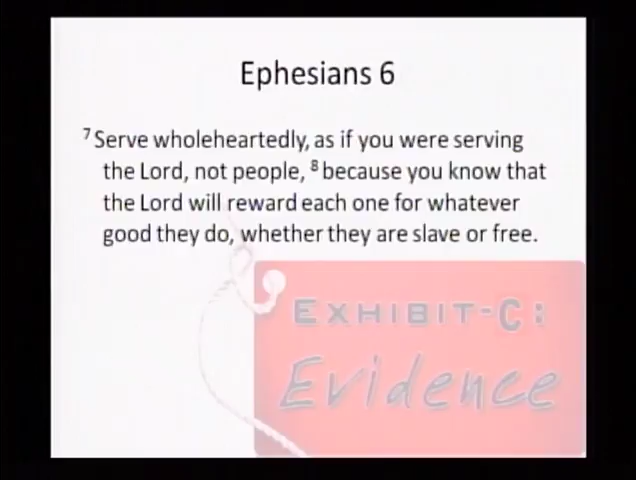 Ephesians 6
7 Serve wholeheartedly, as if you were serving
the Lord, not people, 8 because you know that
the Lord will reward each one for whatever
good they do, whether they are slave or free.
EXHIBIT-C:
Evidence